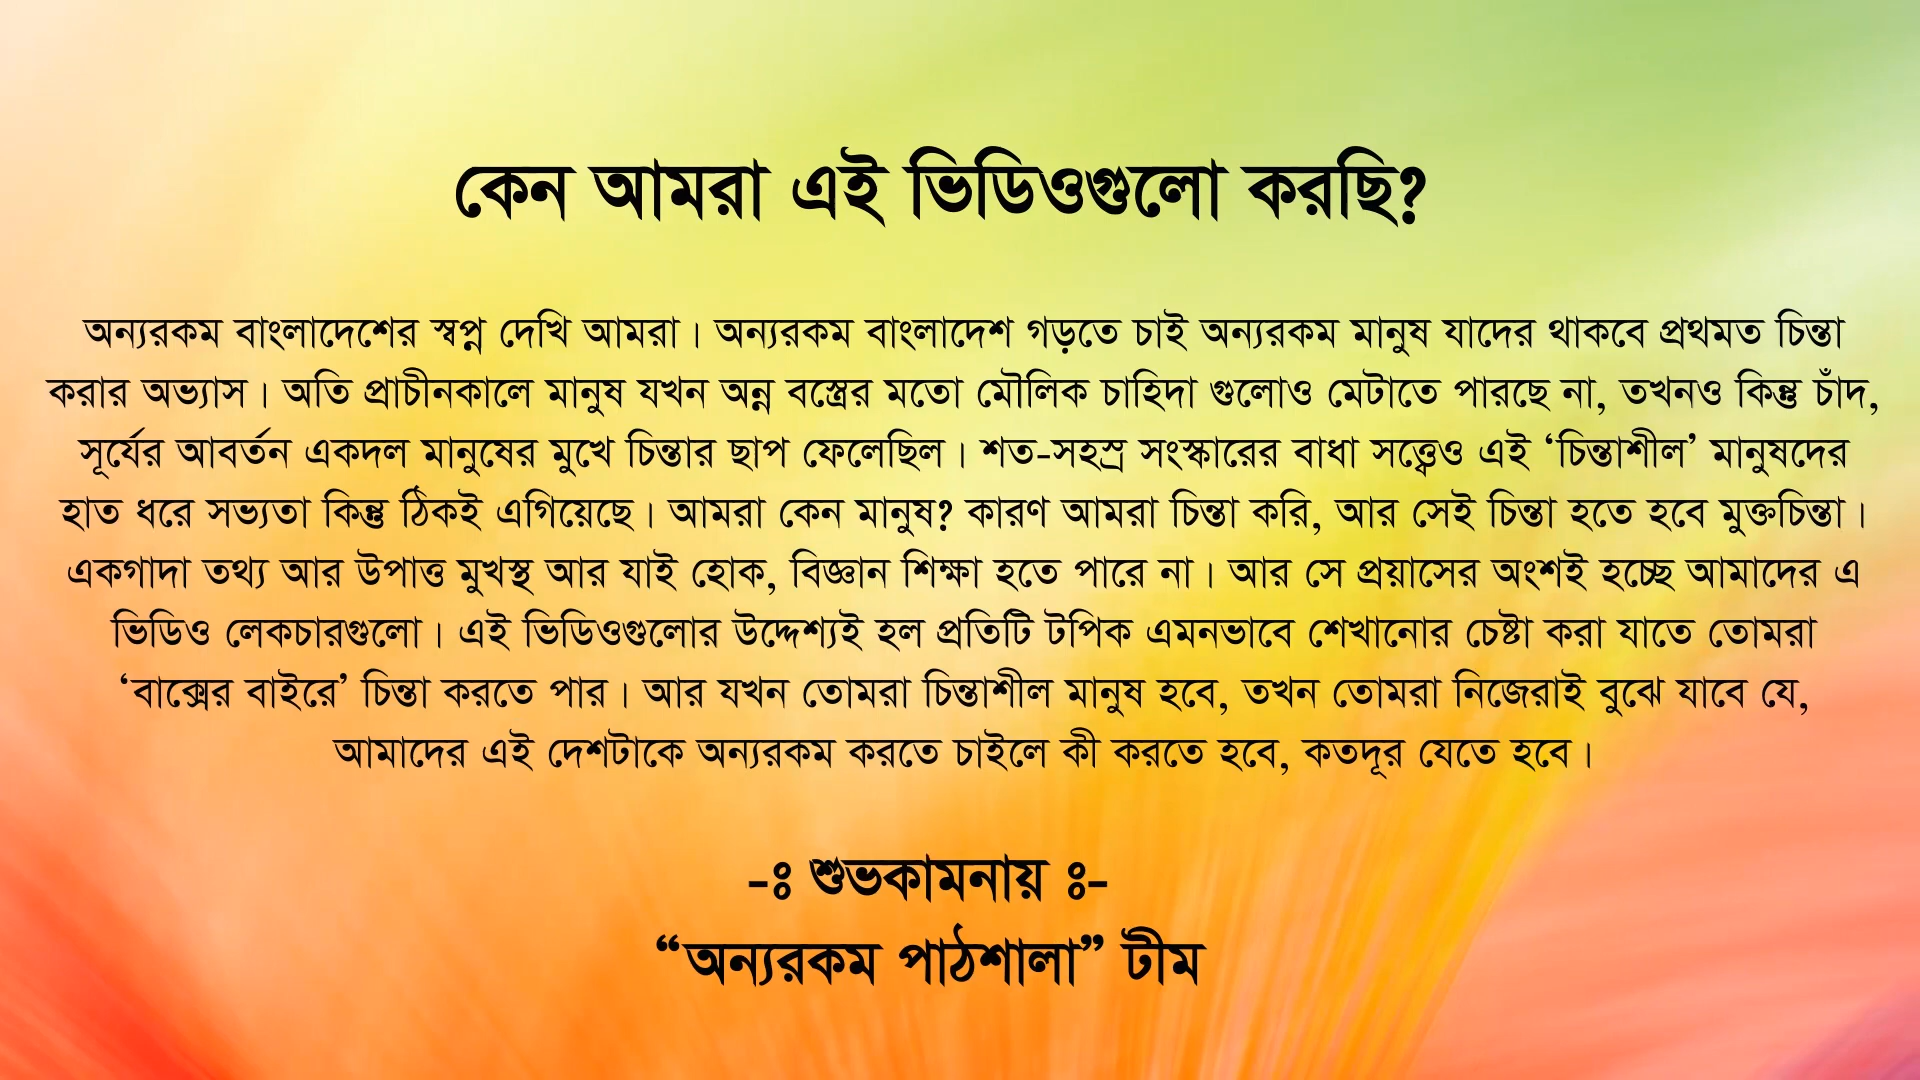 কেন আমরা এই ভিডিওগুলো করছি?
অন্যরকম বাংলাদেশের স্বপ্ন দেখি আমরা। অন্যরকম বাংলাদেশ গড়তে চাই অন্যরকম মানুষ যাদের থাকবে প্রথমত চিন্তা
করার অভ্যাস। অতি প্রাচীনকালে মানুষ যখন অন্ন বস্ত্রের মতো মৌলিক চাহিদা গুলোও মেটাতে পারছে না, তখনও কিন্তু চাঁদ,
সূর্যের আবর্তন একদল মানুষের মুখে চিন্তার ছাপ ফেলেছিল। শত-সহস্র সংস্কারের বাধা সত্ত্বেও এই ‘চিন্তাশীল’ মানুষদের
হাত ধরে সভ্যতা কিন্তু ঠিকই এগিয়েছে। আমরা কেন মানুষ? কারণ আমরা চিন্তা করি, আর সেই চিন্তা হতে হবে মুক্তচিন্তা।
একগাদা তথ্য আর উপাত্ত মুখস্থ আর যাই হোক, বিজ্ঞান শিক্ষা হতে পারে না। আর সে প্রয়াসের অংশই হচ্ছে আমাদের এ
ভিডিও লেকচারগুলো। এই ভিডিওগুলোর উদ্দেশ্যই হল প্রতিটি টপিক এমনভাবে শেখানোর চেষ্টা করা যাতে তোমরা
‘বাক্সের বাইরে’ চিন্তা করতে পার। আর যখন তোমরা চিন্তাশীল মানুষ হবে, তখন তোমরা নিজেরাই বুঝে যাবে যে,
আমাদের এই দেশটাকে অন্যরকম করতে চাইলে কী করতে হবে, কতদূর যেতে হবে।
-ঃ শুভকামনায় ঃ-
“অন্যরকম পাঠশালা” টীম